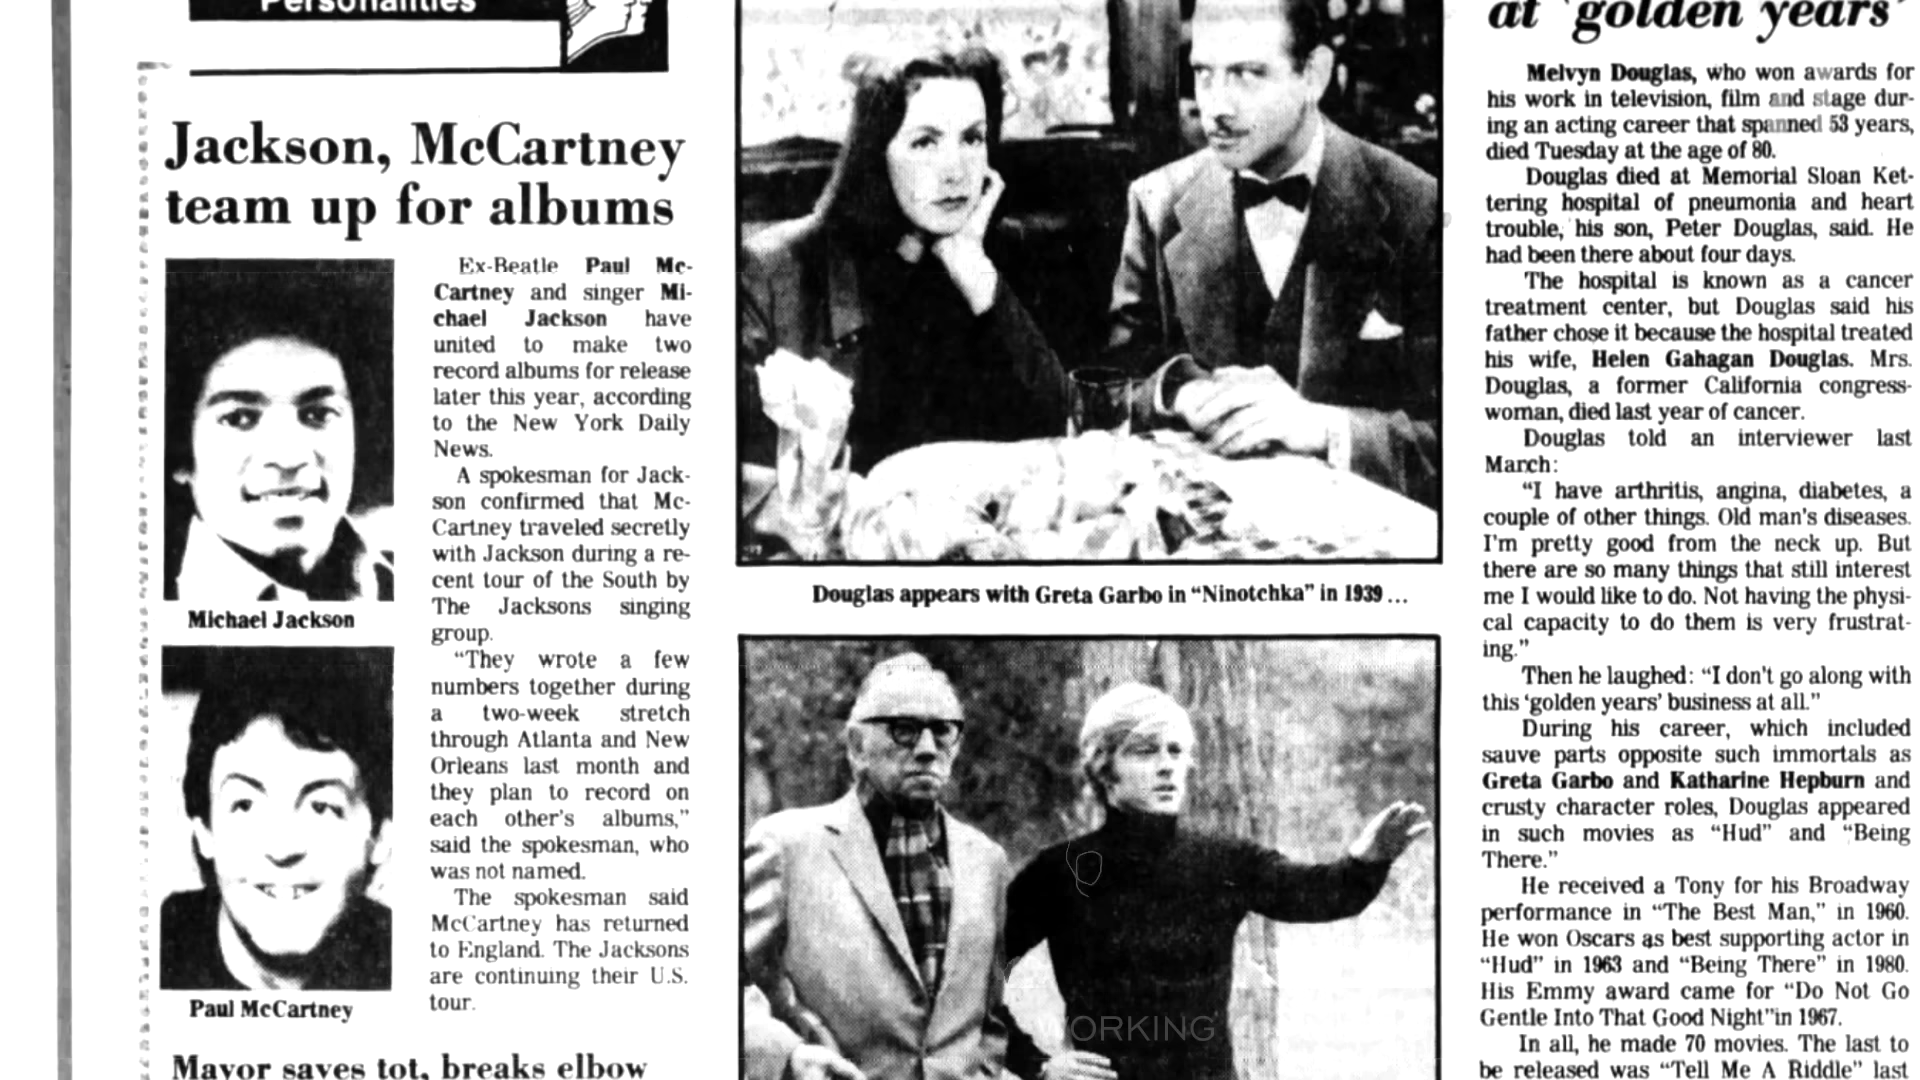 Personalities
Jackson, McCartney
team up for albums
Michael Jackson
Paul McCartney
Ex-Beatle Paul Mc-
Cartney and singer Mi-
chael Jackson have
united to make two
record albums for release
later this year, according
to the New York Daily
News.
A spokesman for Jack-
son confirmed that Mc-
Cartney traveled secretly
with Jackson during a re-
cent tour of the South by
The Jacksons singing
group.
"They wrote a few
numbers together during
a two-week stretch
through Atlanta and New
Orleans last month and
they plan to record on
each other's albums,"
said the spokesman, who
was not named.
The spokesman said
McCartney has returned
to England. The Jacksons
are continuing their U.S.
tour.
Mayor saves tot, breaks elbow
Douglas appears with Greta Garbo in "Ninotchka" in 1939 ...
WORKING
at 'golden years'
Melvyn Douglas, who won awards for
his work in television, film and stage dur-
ing an acting career that spanned 53 years,
died Tuesday at the age of 80.
Douglas died at Memorial Sloan Ket-
tering hospital of pneumonia and heart
trouble, his son, Peter Douglas, said. He
had been there about four days.
The hospital is known as a cancer
treatment center, but Douglas said his
father chose it because the hospital treated
his wife, Helen Gahagan Douglas. Mrs.
Douglas, a former California congress-
woman, died last year of cancer.
Douglas told an interviewer last
March:
"I have arthritis, angina, diabetes, a
couple of other things. Old man's diseases.
I'm pretty good from the neck up. But
there are so many things that still interest
me I would like to do. Not having the physi-
cal capacity to do them is very frustrat-
ing."
Then he laughed: "I don't go along with
this 'golden years' business at all."
During his career, which included
sauve parts opposite such immortals as
Greta Garbo and Katharine Hepburn and
crusty character roles, Douglas appeared
in such movies as "Hud" and "Being
There."
He received a Tony for his Broadway
performance in "The Best Man," in 1960.
He won Oscars as best supporting actor in
"Hud" in 1963 and "Being There" in 1980.
His Emmy award came for "Do Not Go
Gentle Into That Good Night"in 1967.
In all, he made 70 movies. The last to
be released was "Tell Me A Riddle" last